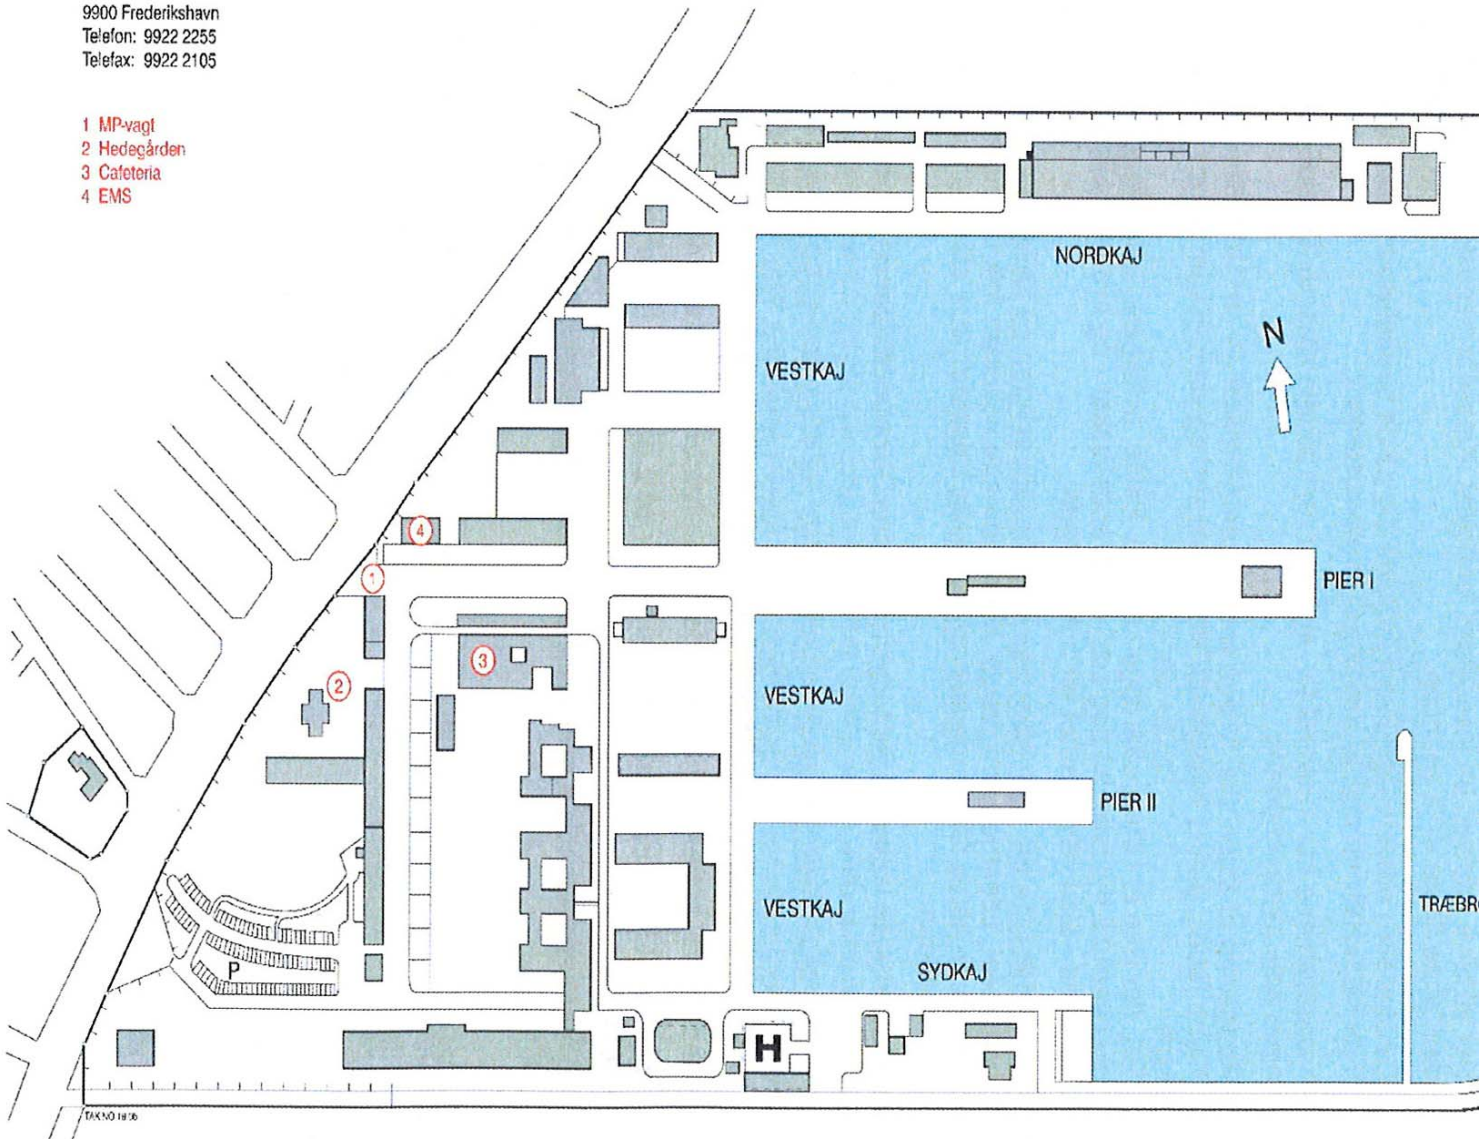 9900 Frederikshavn
Telefon: 9922 2255
Telefax: 9922 2105
1 MP-vagt
2 Hedegården
3 Cafeteria
4 EMS
NORDKAJ
N
VESTKAJ
4
1
PIER I
3
2
VESTKAJ
PIER II
VESTKAJ
P
SYDKAJ
H